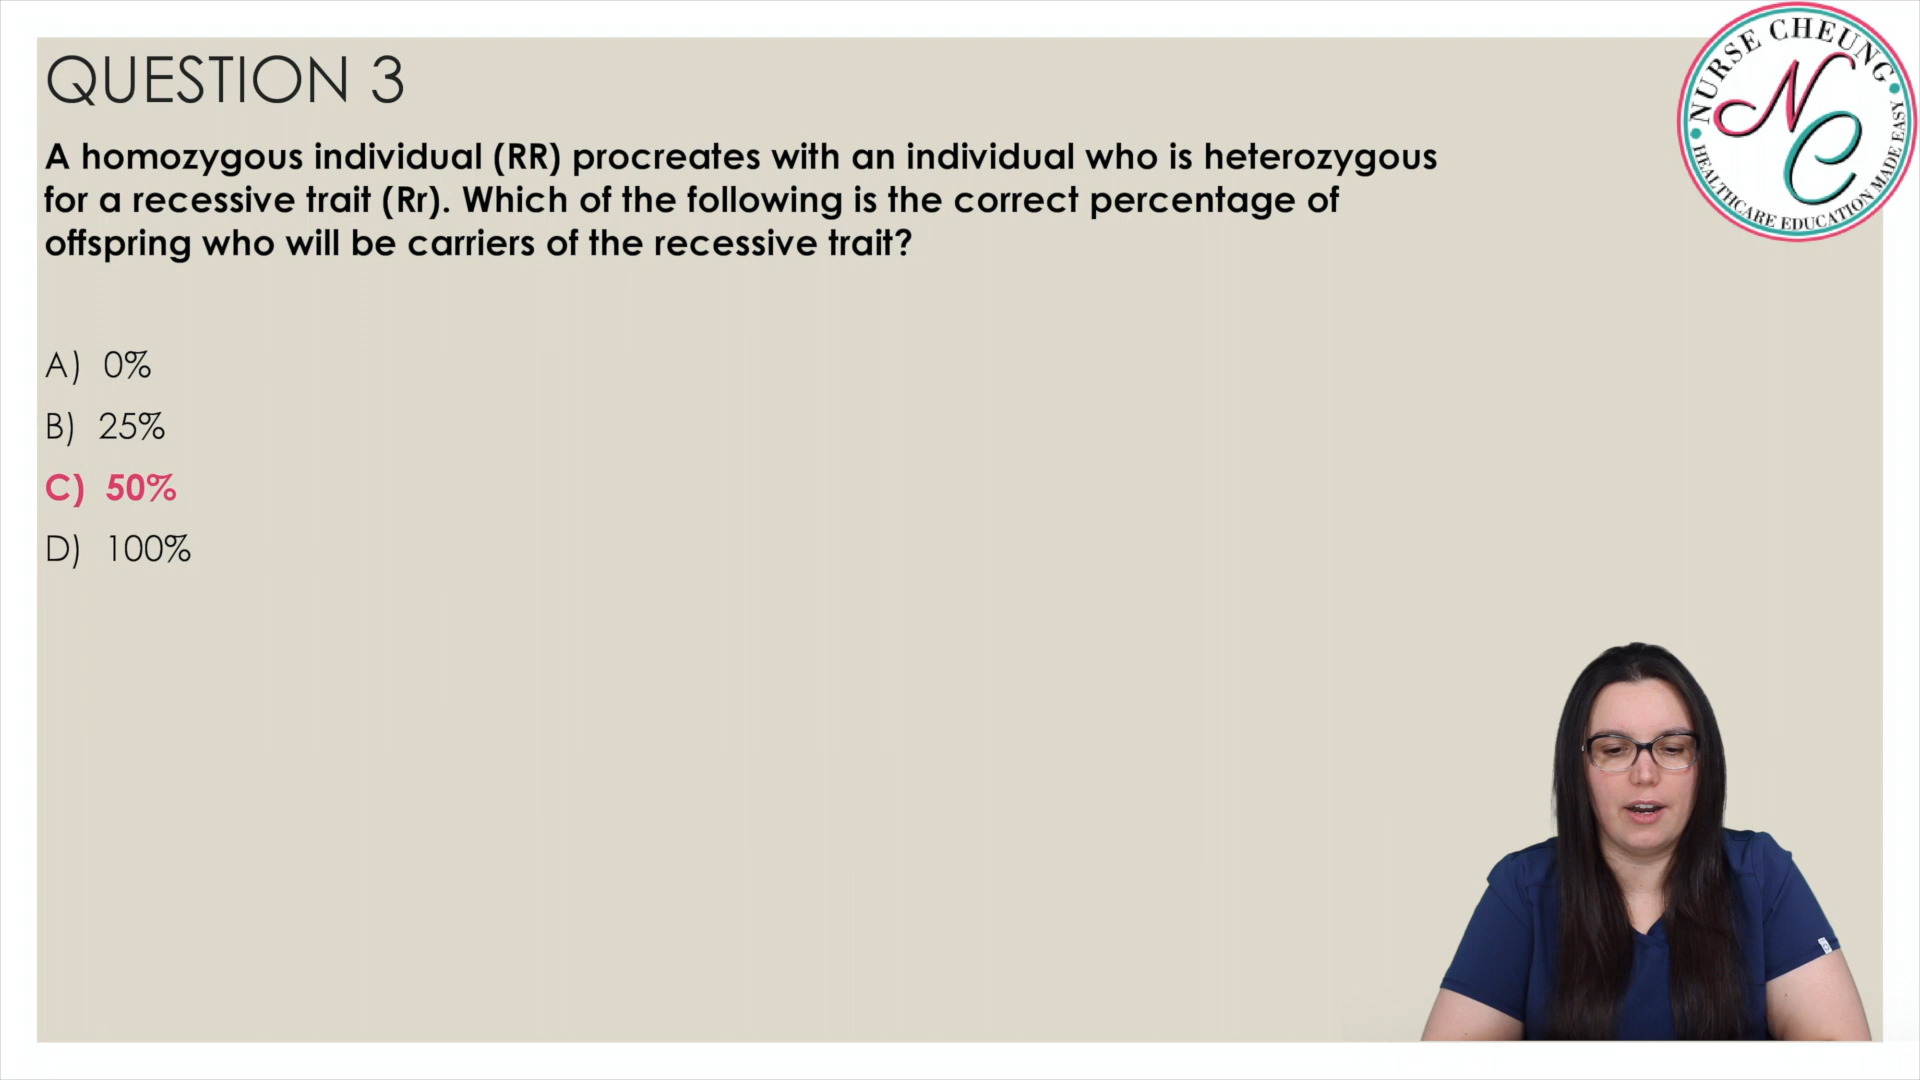 QUESTION 3
A homozygous individual (RR) procreates with an individual who is heterozygous
for a recessive trait (Rr). Which of the following is the correct percentage of
offspring who will be carriers of the recessive trait?
A) 0%
B) 25%
C) 50%
D) 100%
NURSE CHEUNG
NC
HEALTHCARE EDUCATION MADE EASY